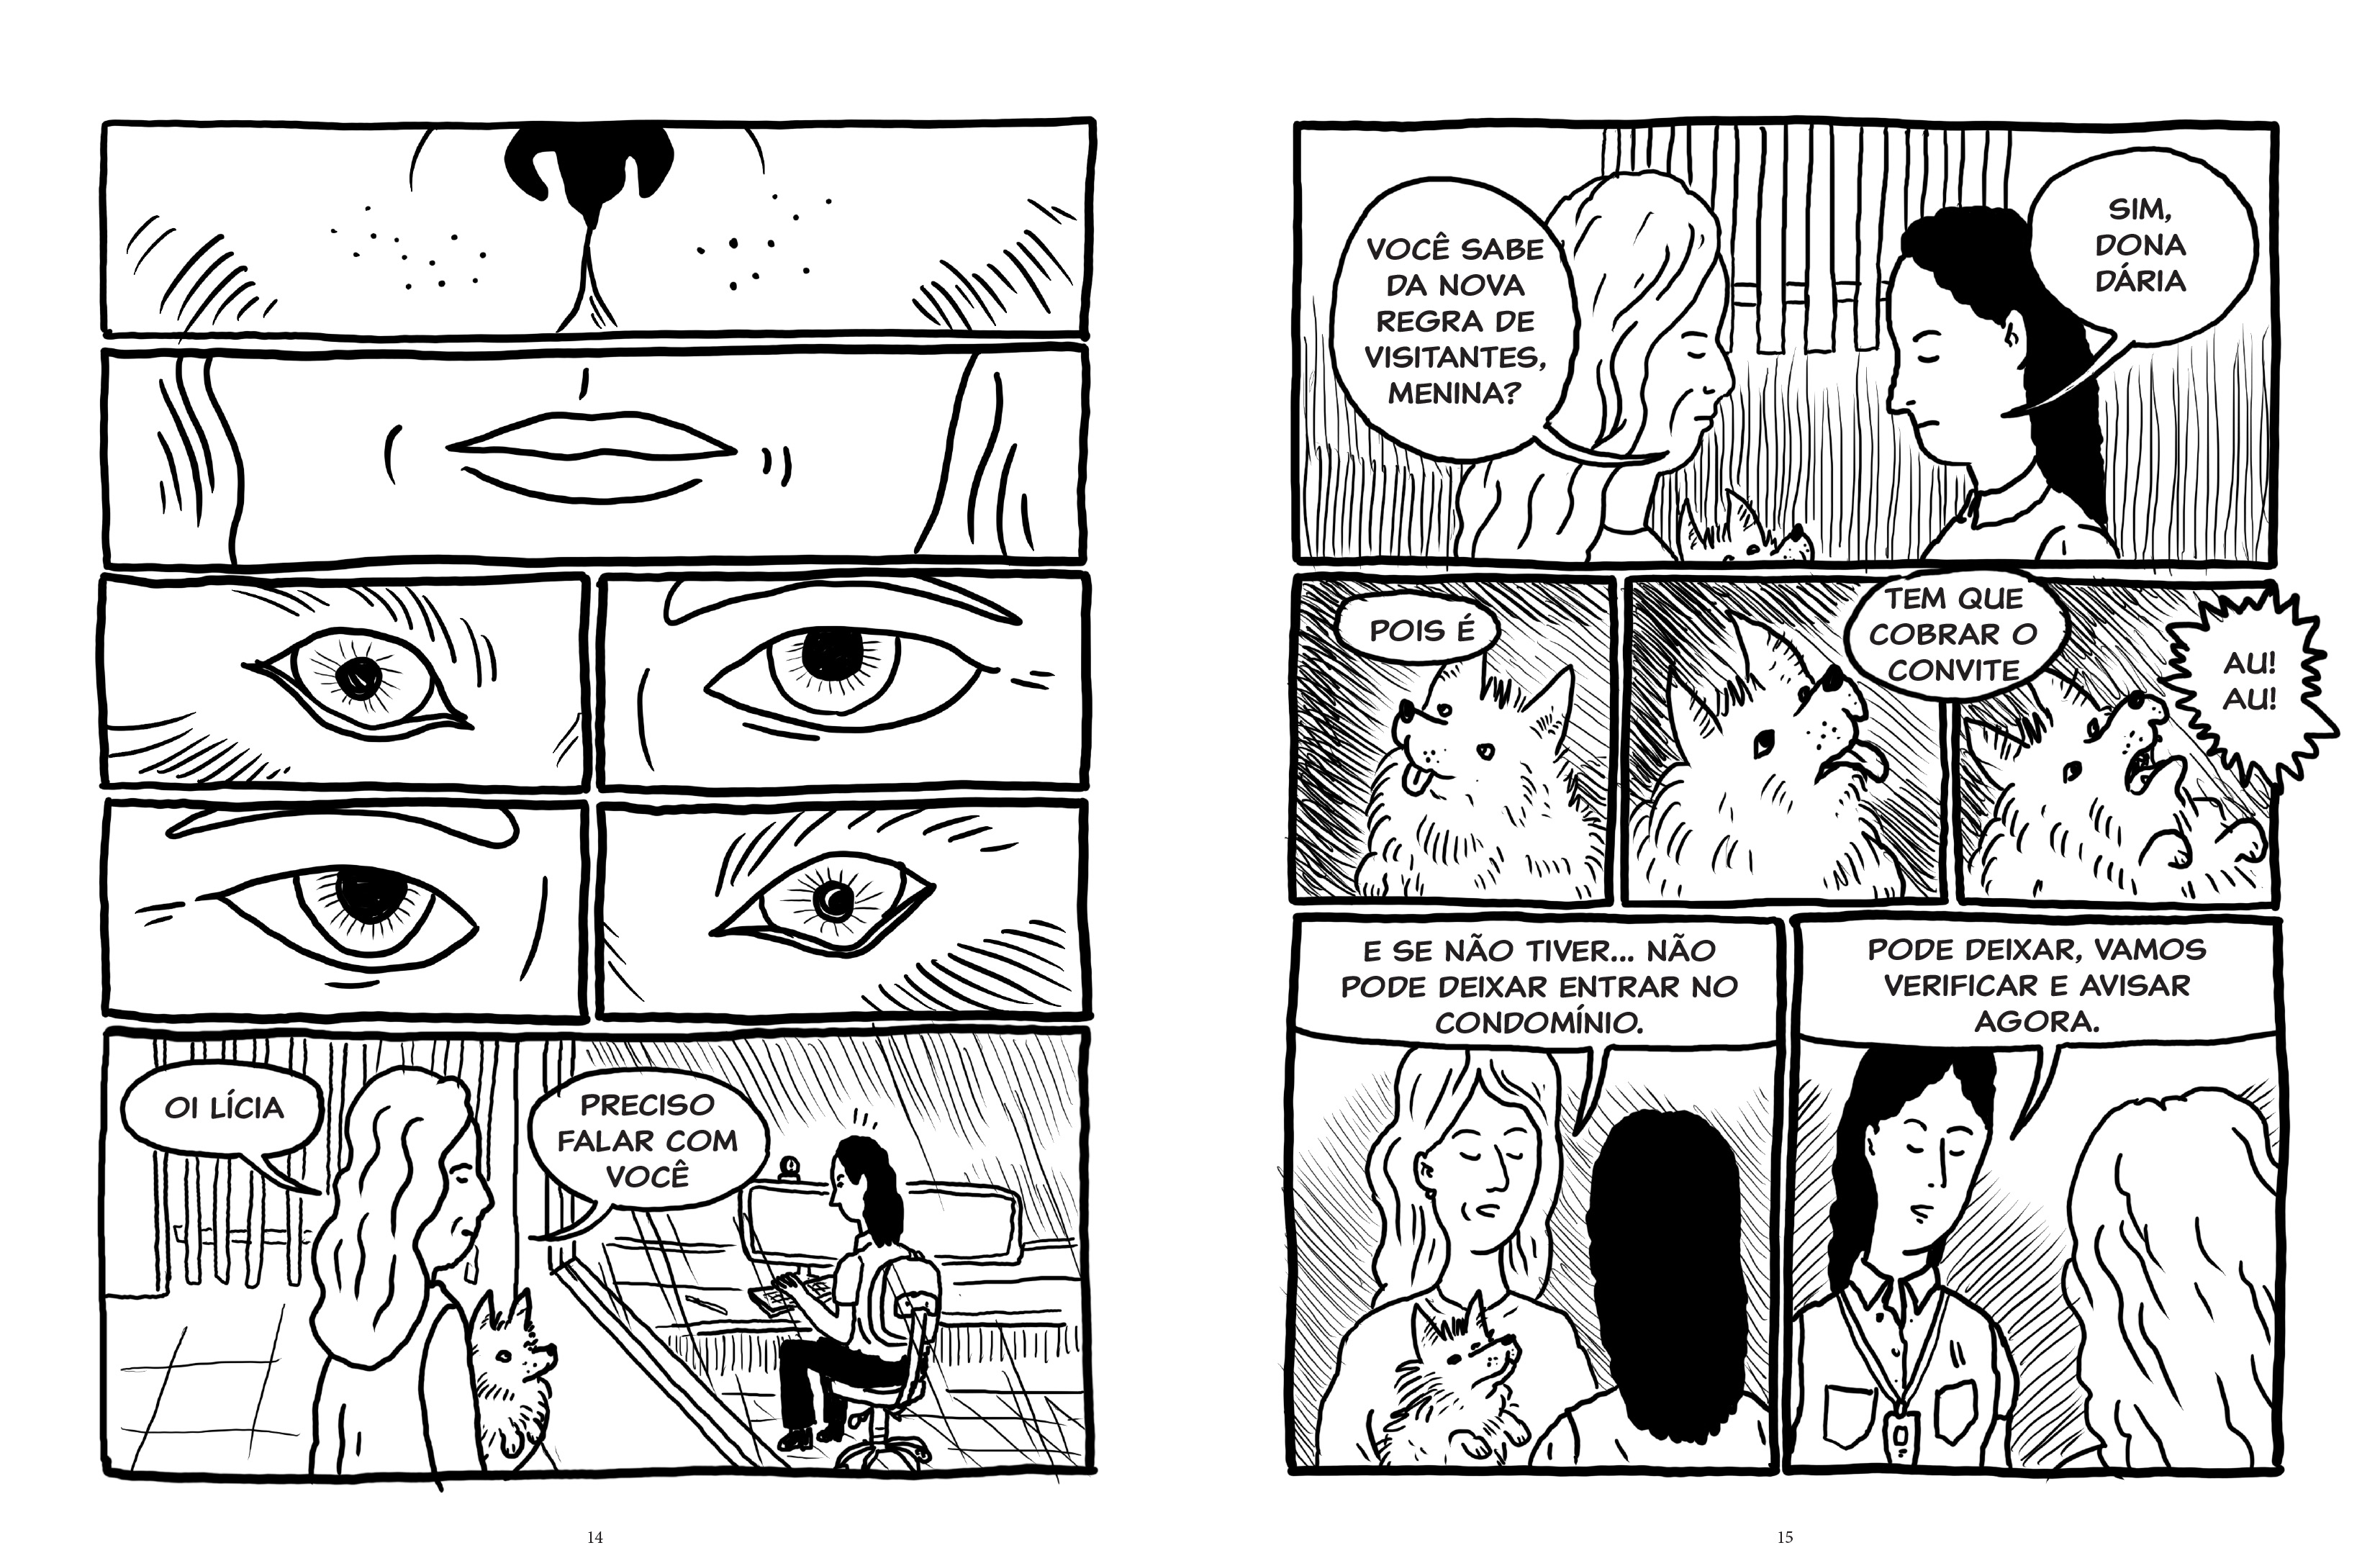 OI LÍCIA
PRECISO
FALAR COM
VOCÊ
14
VOCÊ SABE
DA NOVA
REGRA DE
VISITANTES,
MENINA?
SIM,
DONA
DÁRIA
POIS É
TEM QUE
COBRAR O
CONVITE
AU!
AU!
E SE NÃO TIVER... NÃO
PODE DEIXAR ENTRAR NO
CONDOMÍNIO.
PODE DEIXAR, VAMOS
VERIFICAR E AVISAR
AGORA.
15